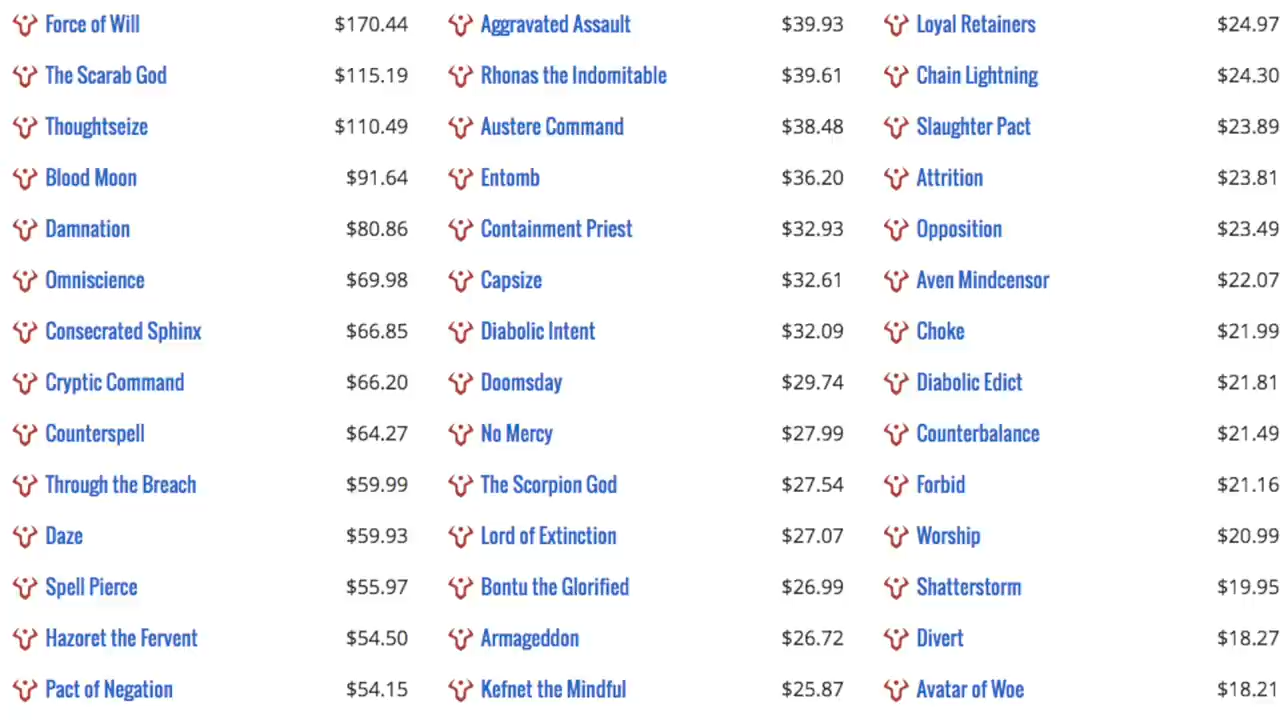 Force of Will $170.44
The Scarab God $115.19
Thoughtseize $110.49
Blood Moon $91.64
Damnation $80.86
Omniscience $69.98
Consecrated Sphinx $66.85
Cryptic Command $66.20
Counterspell $64.27
Through the Breach $59.99
Daze $59.93
Spell Pierce $55.97
Hazoret the Fervent $54.50
Pact of Negation $54.15
Aggravated Assault $39.93
Rhonas the Indomitable $39.61
Austere Command $38.48
Entomb $36.20
Containment Priest $32.93
Capsize $32.61
Diabolic Intent $32.09
Doomsday $29.74
No Mercy $27.99
The Scorpion God $27.54
Lord of Extinction $27.07
Bontu the Glorified $26.99
Armageddon $26.72
Kefnet the Mindful $25.87
Loyal Retainers $24.97
Chain Lightning $24.30
Slaughter Pact $23.89
Attrition $23.81
Opposition $23.49
Aven Mindcensor $22.07
Choke $21.99
Diabolic Edict $21.81
Counterbalance $21.49
Forbid $21.16
Worship $20.99
Shatterstorm $19.95
Divert $18.27
Avatar of Woe $18.21